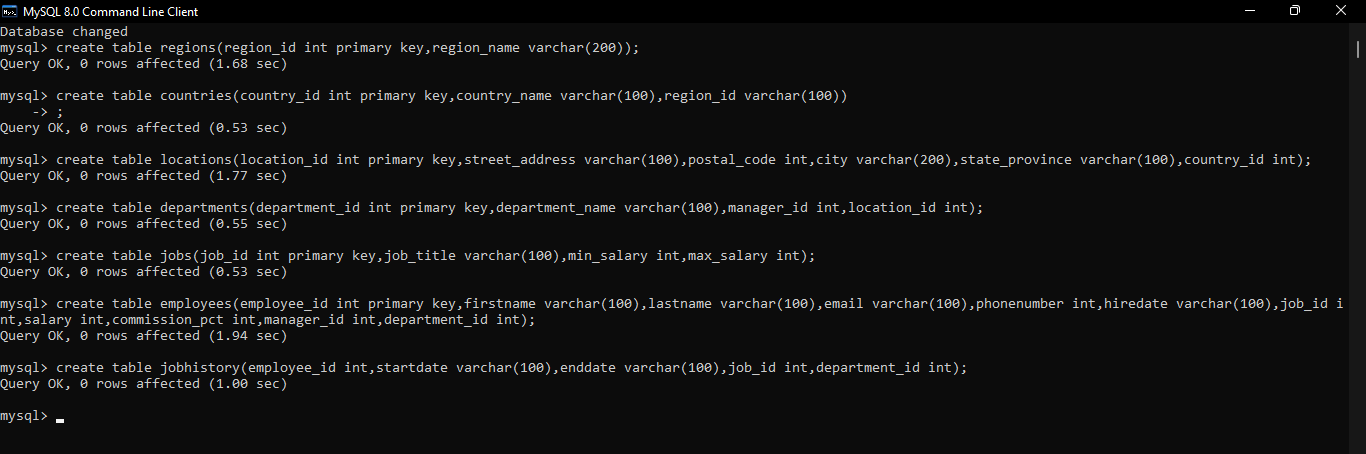 MySQL 8.0 Command Line Client
Database changed
mysql> create table regions(region_id int primary key,region_name varchar(200));
Query OK, 0 rows affected (1.68 sec)
mysql> create table countries(country_id int primary key,country_name varchar(100),region_id varchar(100))
    -> ;
Query OK, 0 rows affected (0.53 sec)
mysql> create table locations(location_id int primary key,street_address varchar(100),postal_code int,city varchar(200),state_province varchar(100),country_id int);
Query OK, 0 rows affected (1.77 sec)
mysql> create table departments(department_id int primary key,department_name varchar(100),manager_id int,location_id int);
Query OK, 0 rows affected (0.55 sec)
mysql> create table jobs(job_id int primary key,job_title varchar(100),min_salary int,max_salary int);
Query OK, 0 rows affected (0.53 sec)
mysql> create table employees(employee_id int primary key,firstname varchar(100),lastname varchar(100),email varchar(100),phonenumber int,hiredate varchar(100),job_id i
nt,salary int,commission_pct int,manager_id int,department_id int);
Query OK, 0 rows affected (1.94 sec)
mysql> create table jobhistory(employee_id int,startdate varchar(100),enddate varchar(100),job_id int,department_id int);
Query OK, 0 rows affected (1.00 sec)
mysql>